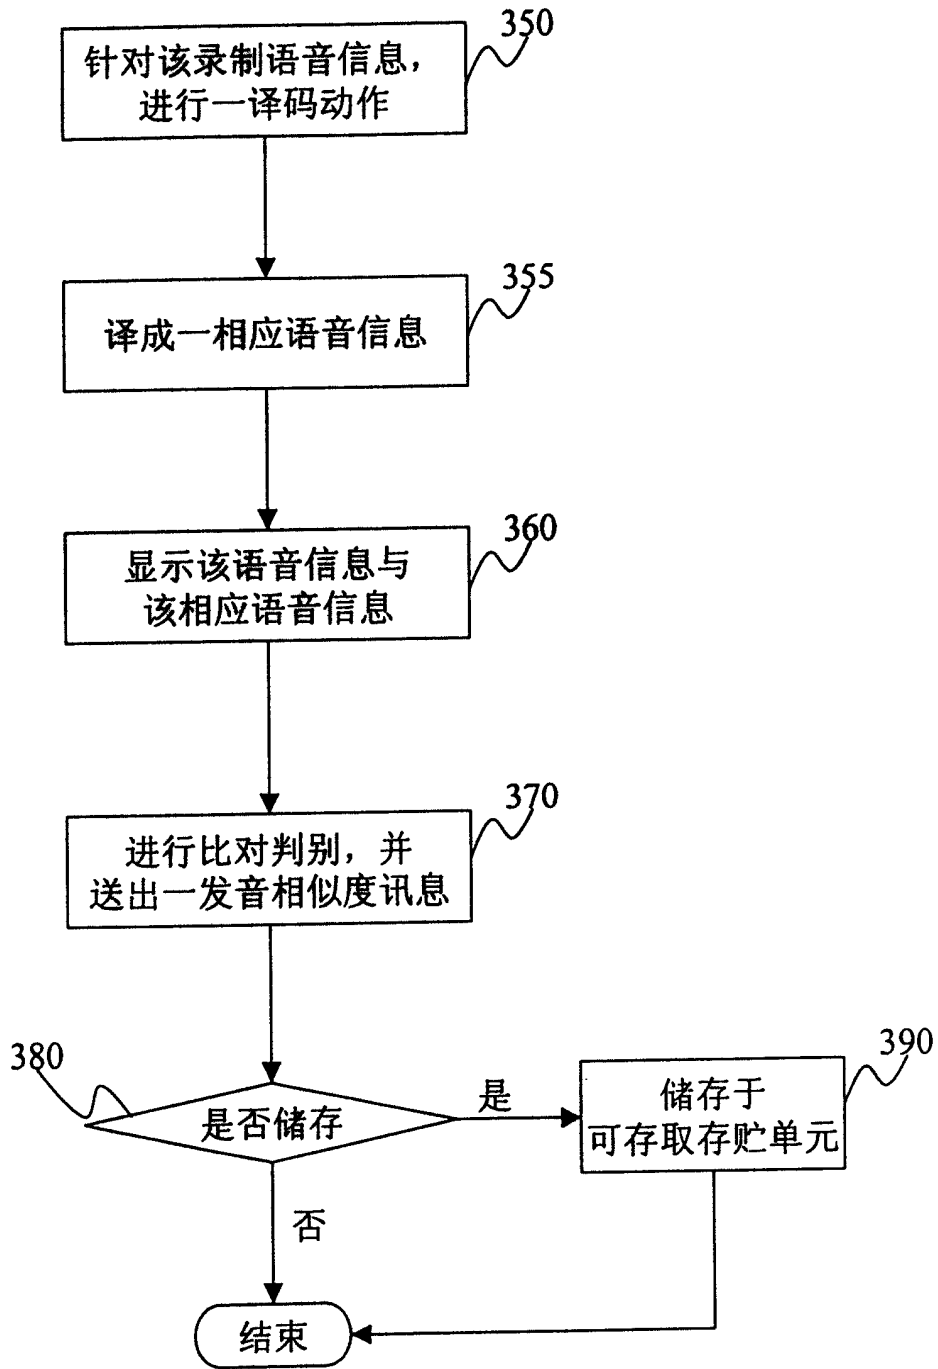 350
针对该录制语音信息，
进行一译码动作
355
译成一相应语音信息
360
显示该语音信息与
该相应语音信息
370
进行比对判别，并
送出一发音相似度讯息
380
是否储存
是
390
储存于
可存取存贮单元
否
结束